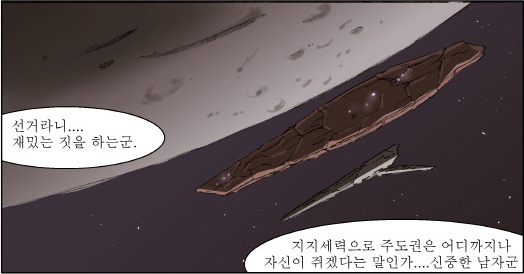 선거라니....
재밌는 짓을 하는군.
지지세력으로 주도권은 어디까지나
자신이 쥐겠다는 말인가....신중한 남자군